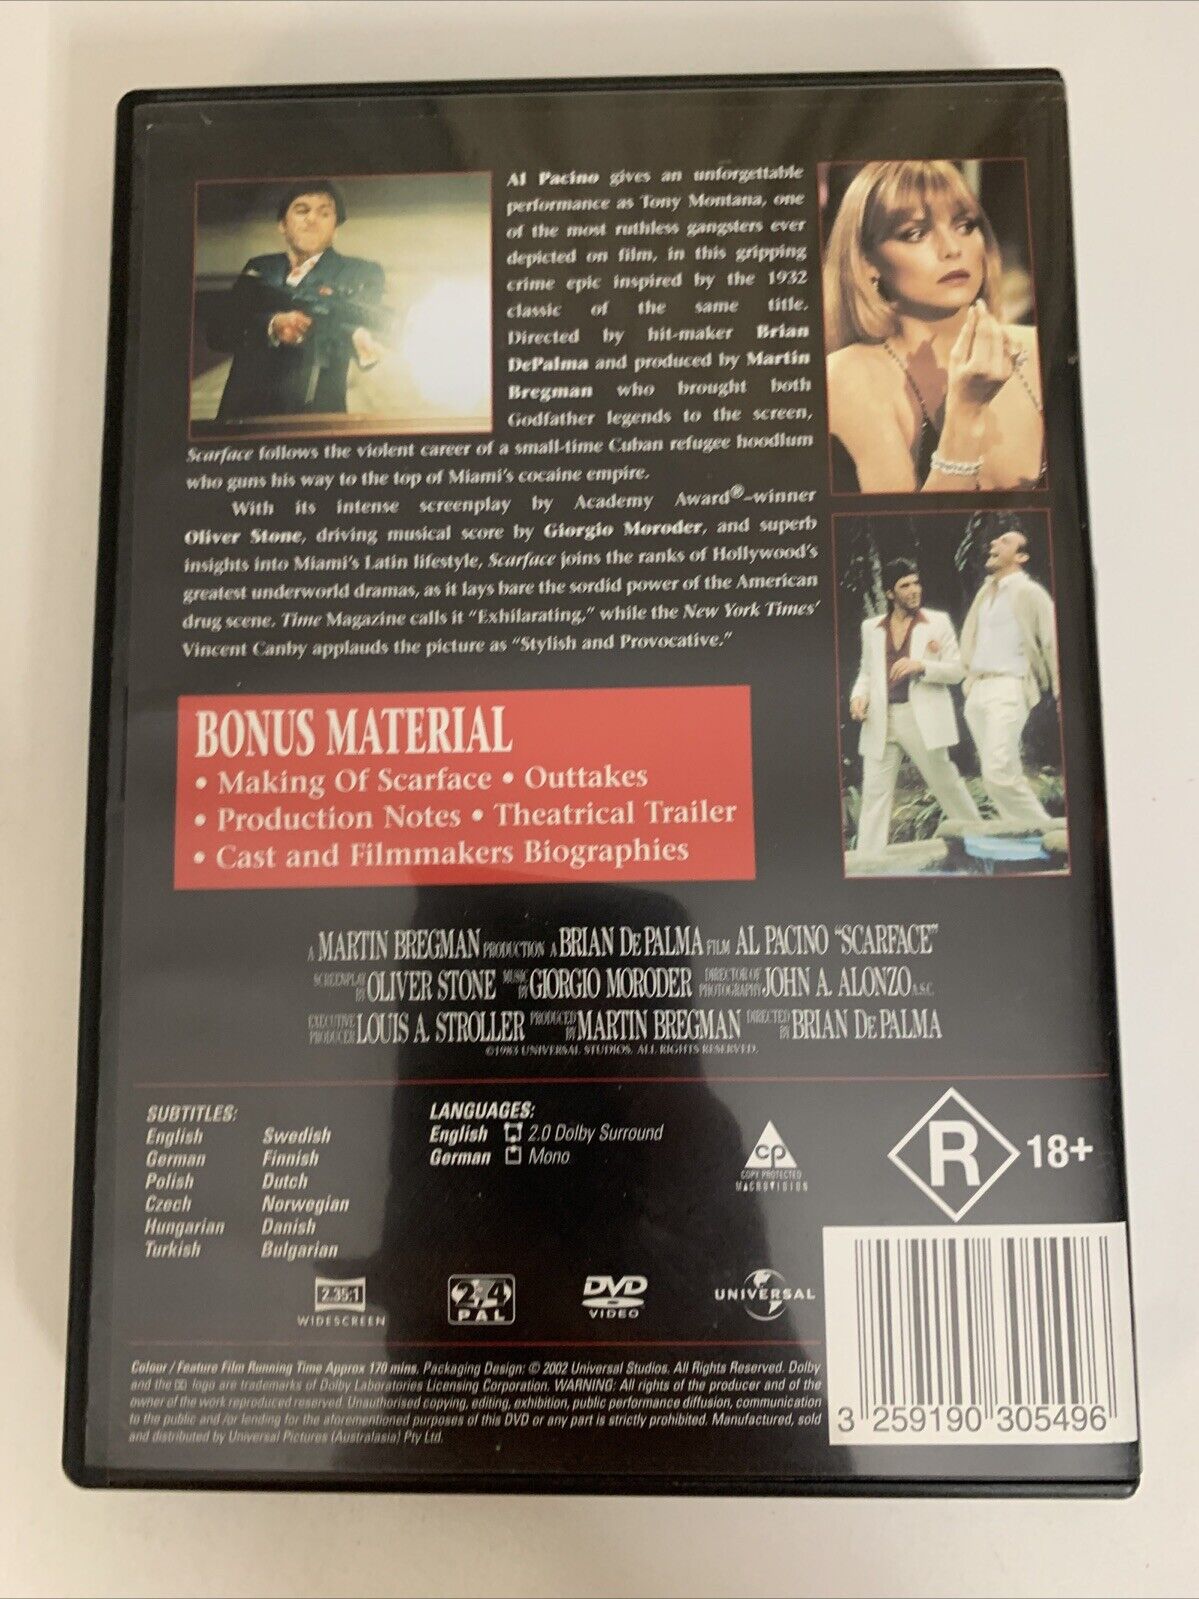 Al Pacino gives an unforgettable
performance as Tony Montana, one
of the most ruthless gangsters ever
depicted on film, in this gripping
crime epic inspired by the 1932
classic of the same title.
Directed by hit-maker Brian
DePalma and produced by Martin
Bregman who brought both
Godfather legends to the screen,
Scarface follows the violent career of a small-time Cuban refugee hoodlum
who guns his way to the top of Miami's cocaine empire.
With its intense screenplay by Academy Award®-winner
Oliver Stone, driving musical score by Giorgio Moroder, and superb
insights into Miami's Latin lifestyle, Scarface joins the ranks of Hollywood's
greatest underworld dramas, as it lays bare the sordid power of the American
drug scene. Time Magazine calls it "Exhilarating," while the New York Times'
Vincent Canby applauds the picture as "Stylish and Provocative."
BONUS MATERIAL
• Making Of Scarface • Outtakes
• Production Notes • Theatrical Trailer
• Cast and Filmmakers Biographies
A MARTIN BREGMAN PRODUCTION A BRIAN DE PALMA FILM AL PACINO "SCARFACE"
SCREENPLAY BY OLIVER STONE MUSIC BY GIORGIO MORODER DIRECTOR OF PHOTOGRAPHY JOHN A. ALONZO A.S.C.
EXECUTIVE PRODUCER LOUIS A. STROLLER PRODUCED BY MARTIN BREGMAN DIRECTED BY BRIAN DE PALMA
©1983 UNIVERSAL STUDIOS. ALL RIGHTS RESERVED.
SUBTITLES:
English Swedish
German Finnish
Polish Dutch
Czech Norwegian
Hungarian Danish
Turkish Bulgarian
LANGUAGES:
English 2.0 Dolby Surround
German Mono
cp
COPY PROTECTED
MACROVISION
R 18+
2.35:1
WIDESCREEN
2 4
PAL
DVD
VIDEO
UNIVERSAL
Colour / Feature Film Running Time Approx 170 mins. Packaging Design: © 2002 Universal Studios. All Rights Reserved. Dolby
and the logo are trademarks of Dolby Laboratories Licensing Corporation. WARNING: All rights of the producer and of the
owner of the work reproduced reserved. Unauthorised copying, editing, exhibition, public performance diffusion, communication
to the public and /or lending for the aforementioned purposes of this DVD or any part is strictly prohibited. Manufactured, sold
and distributed by Universal Pictures (Australasia) Pty Ltd.
3 259190 305496